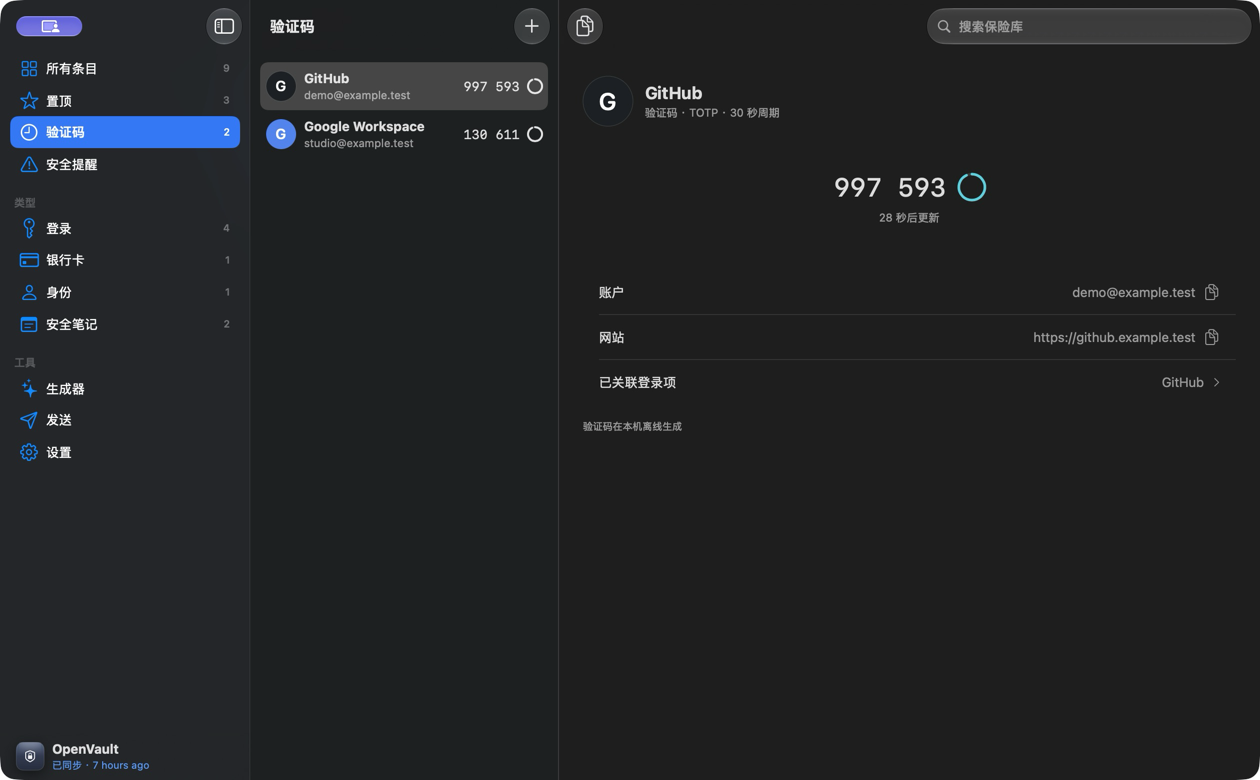 所有条目 9
置顶 3
验证码 2
安全提醒
类型
登录 4
银行卡 1
身份 1
安全笔记 2
工具
生成器
发送
设置
OpenVault
已同步 · 7 hours ago
验证码
G GitHub 997 593
demo@example.test
G Google Workspace 130 611
studio@example.test
搜索保险库
G GitHub
验证码 · TOTP · 30 秒周期
997 593
28 秒后更新
账户 demo@example.test
网站 https://github.example.test
已关联登录项 GitHub
验证码在本机离线生成